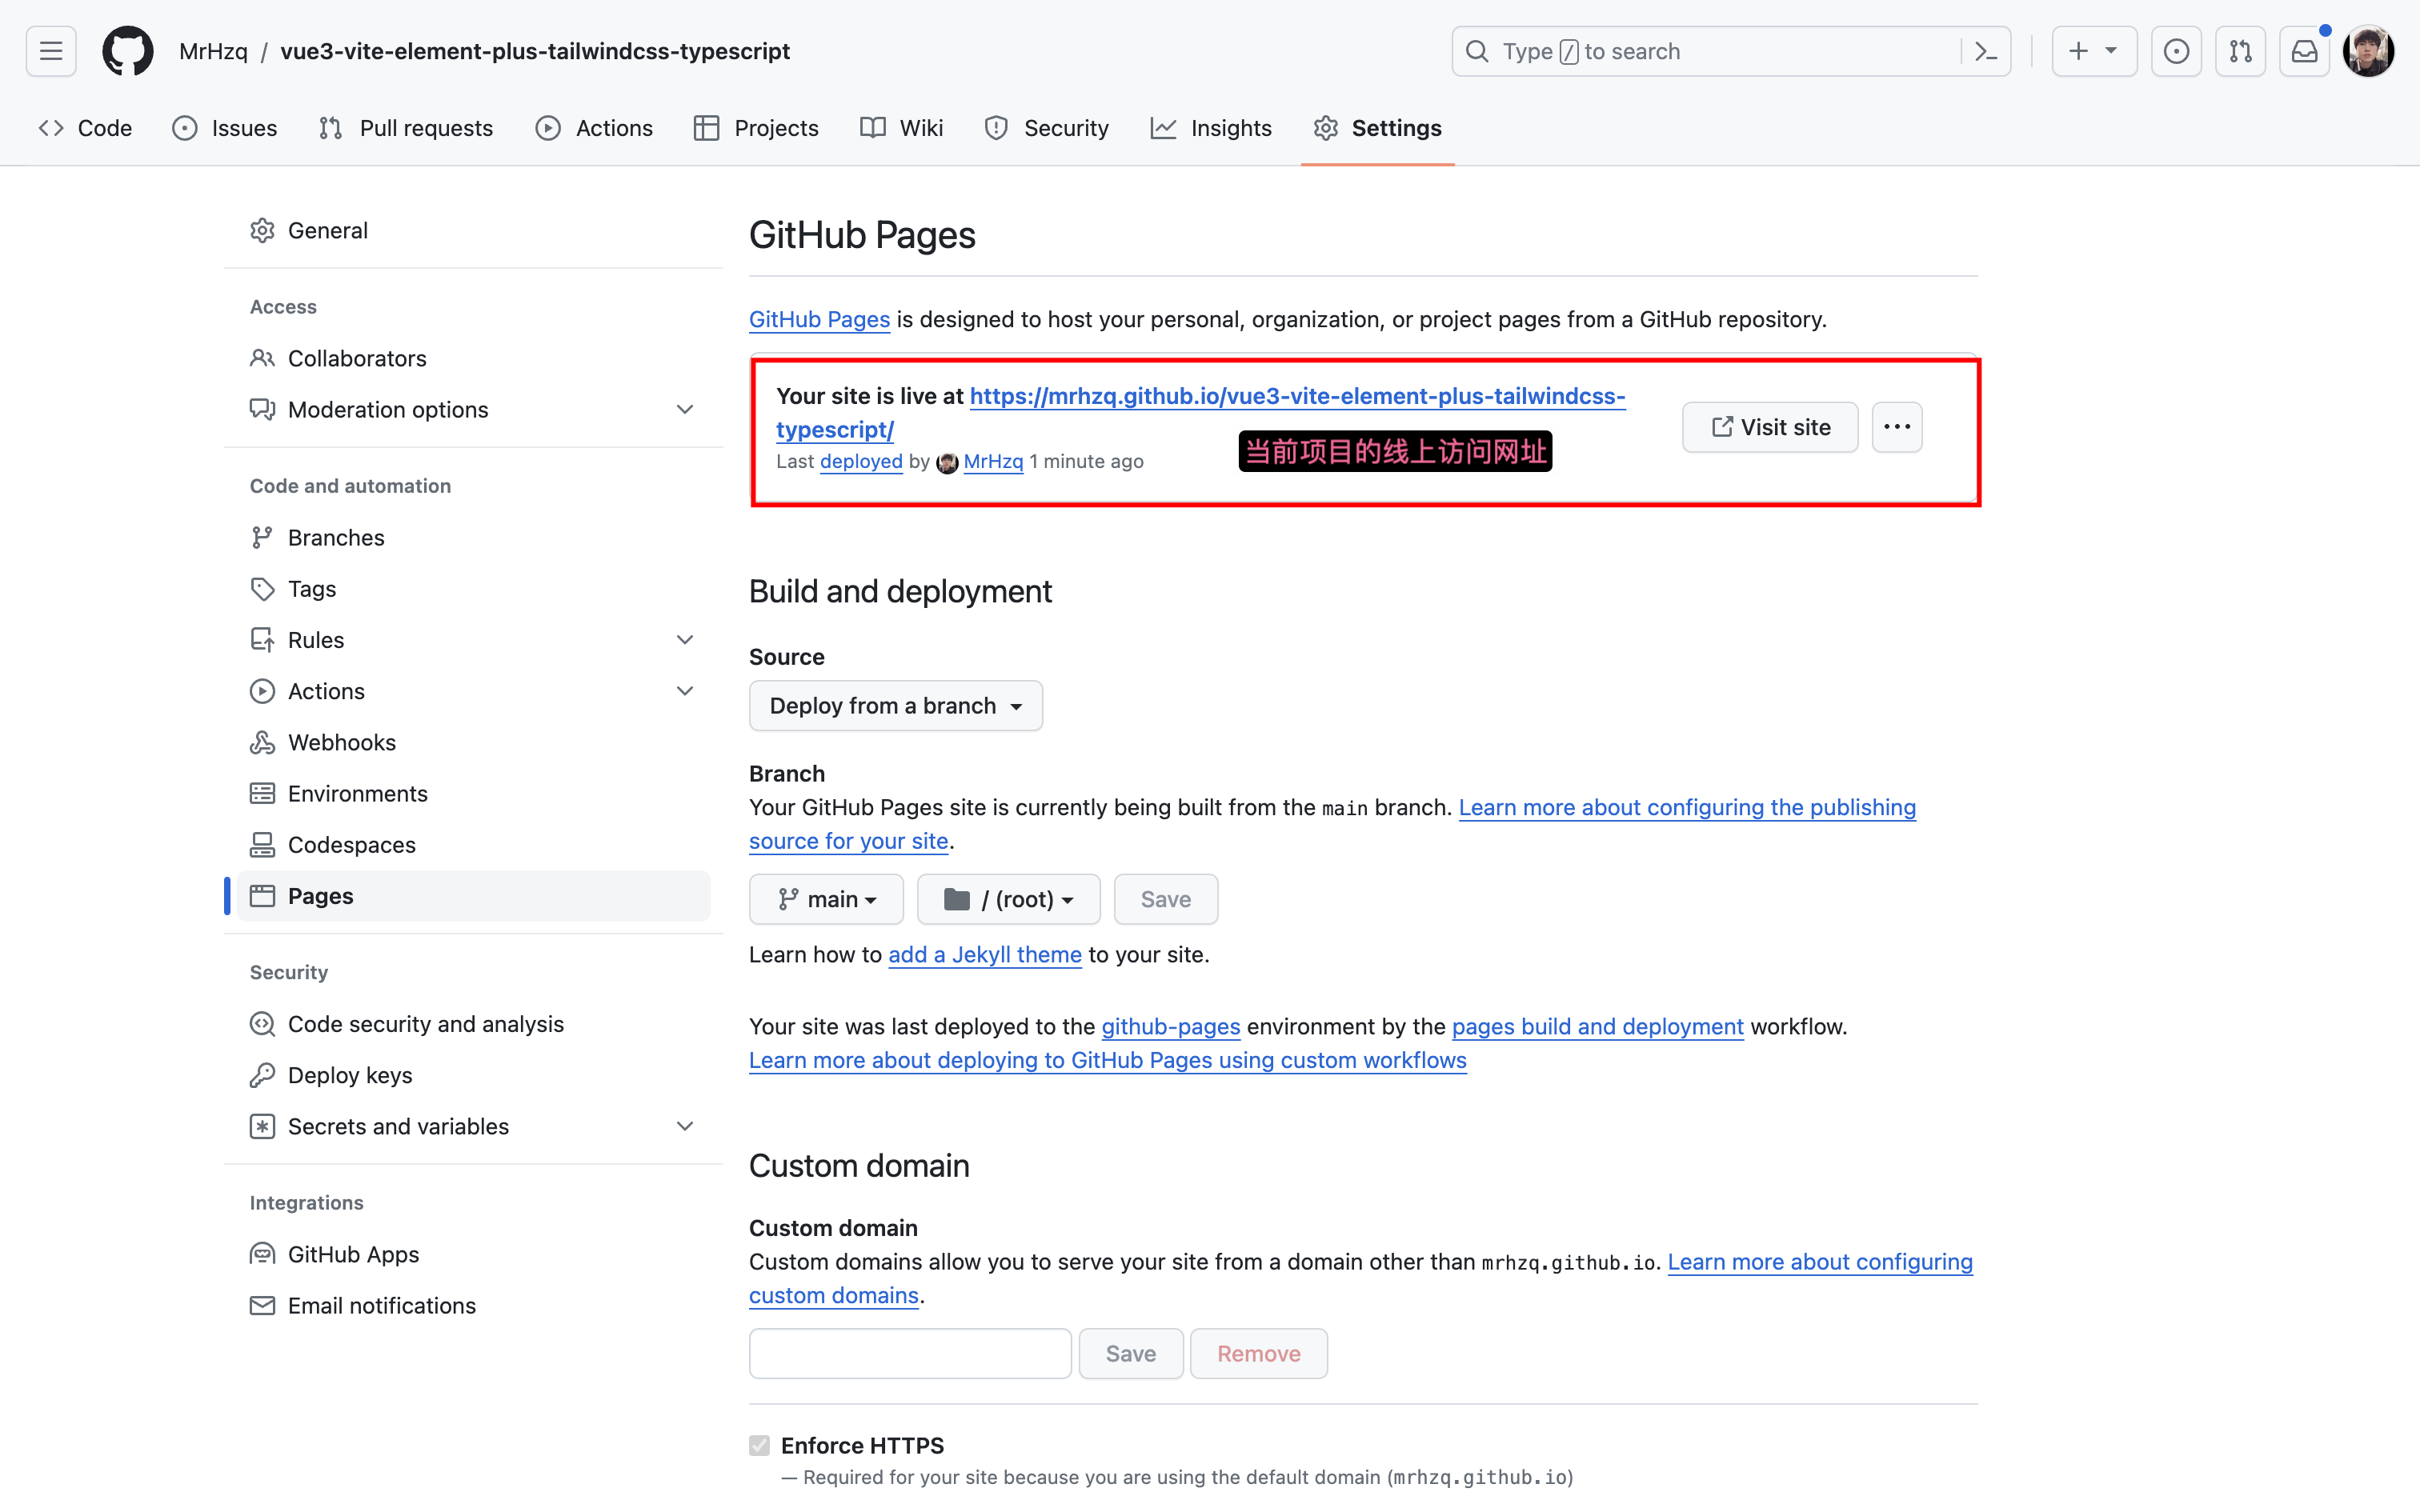 MrHzq / vue3-vite-element-plus-tailwindcss-typescript
Type / to search
Code Issues Pull requests Actions Projects Wiki Security Insights Settings
General
Access
Collaborators
Moderation options
Code and automation
Branches
Tags
Rules
Actions
Webhooks
Environments
Codespaces
Pages
Security
Code security and analysis
Deploy keys
Secrets and variables
Integrations
GitHub Apps
Email notifications
GitHub Pages
GitHub Pages is designed to host your personal, organization, or project pages from a GitHub repository.
Your site is live at https://mrhzq.github.io/vue3-vite-element-plus-tailwindcss-
typescript/
Last deployed by MrHzq 1 minute ago
当前项目的线上访问网址
Visit site
Build and deployment
Source
Deploy from a branch
Branch
Your GitHub Pages site is currently being built from the main branch. Learn more about configuring the publishing
source for your site.
main / (root) Save
Learn how to add a Jekyll theme to your site.
Your site was last deployed to the github-pages environment by the pages build and deployment workflow.
Learn more about deploying to GitHub Pages using custom workflows
Custom domain
Custom domain
Custom domains allow you to serve your site from a domain other than mrhzq.github.io. Learn more about configuring
custom domains.
Save Remove
Enforce HTTPS
— Required for your site because you are using the default domain (mrhzq.github.io)